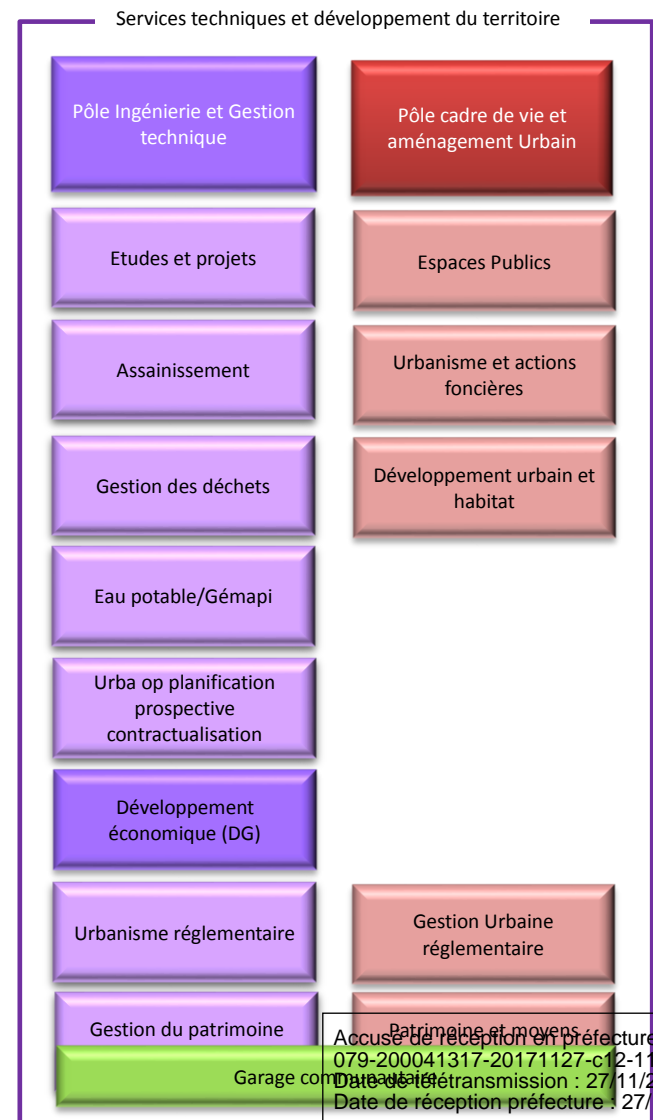 Services techniques et développement du territoire
Pôle Ingénierie et Gestion
technique
Pôle cadre de vie et
aménagement Urbain
Etudes et projets
Espaces Publics
Assainissement
Urbanisme et actions
foncières
Gestion des déchets
Développement urbain et
habitat
Eau potable/Gémapi
Urba op planification
prospective
contractualisation
Développement
économique (DG)
Urbanisme réglementaire
Gestion Urbaine
réglementaire
Gestion du patrimoine
Patrimoine et moyens
Garage communautaire
Accusé de réception en préfecture
079-200041317-20171127-c12-11
Date de télétransmission : 27/11/2
Date de réception préfecture : 27/